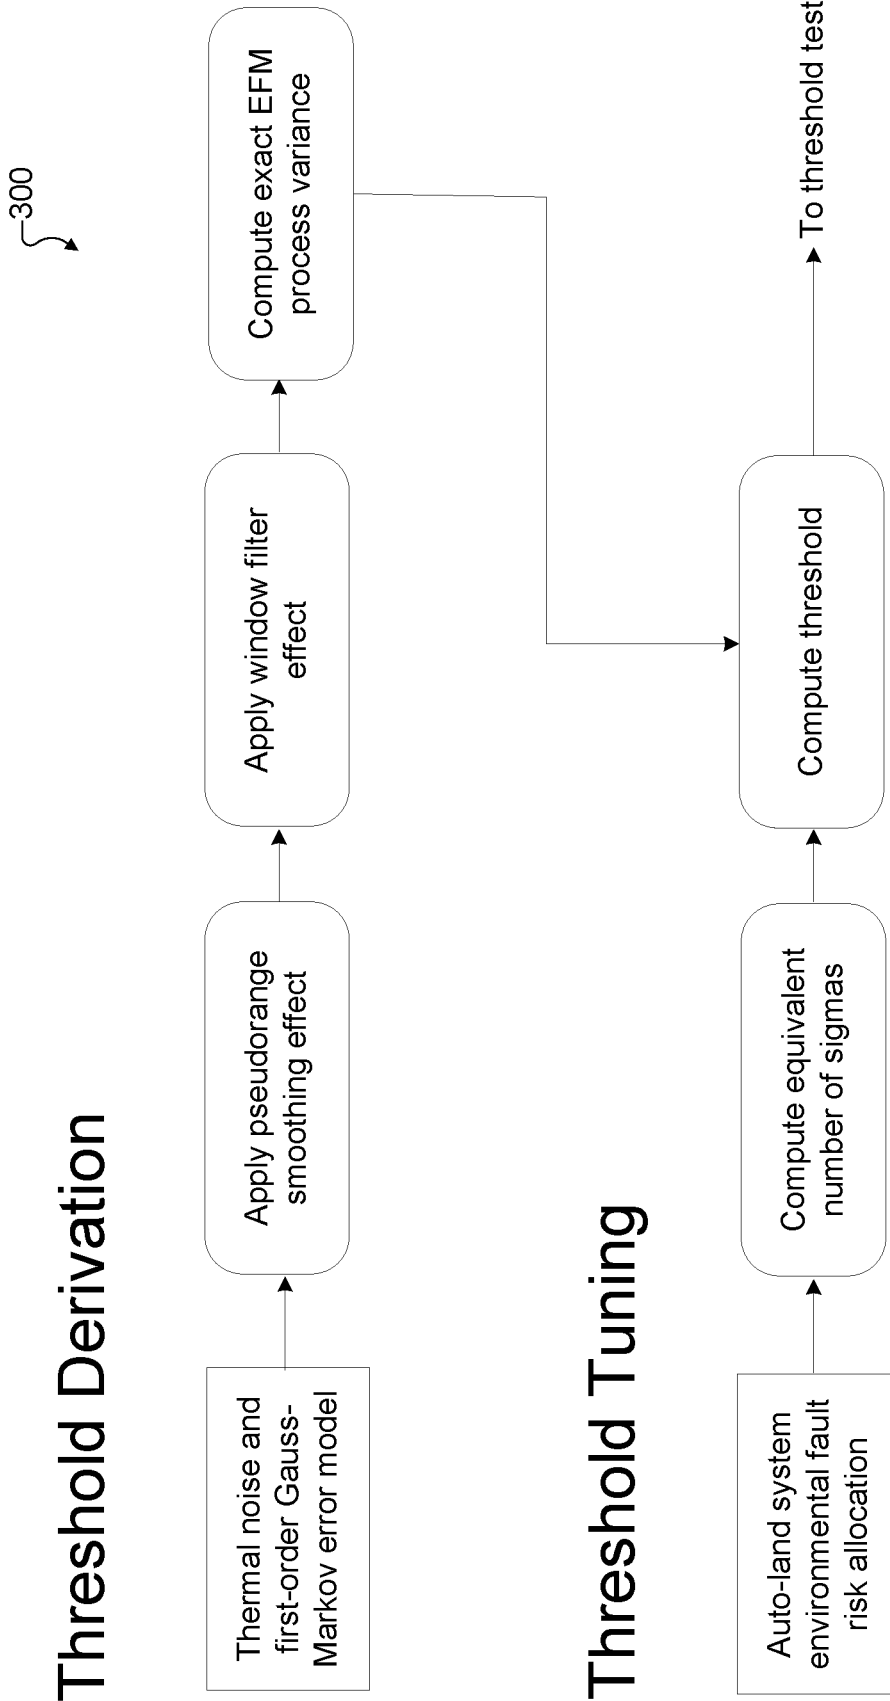 300
Threshold Derivation
Thermal noise and
first-order Gauss-
Markov error model
Apply pseudorange
smoothing effect
Apply window filter
effect
Compute exact EFM
process variance
Threshold Tuning
Auto-land system
environmental fault
risk allocation
Compute equivalent
number of sigmas
Compute threshold
To threshold test